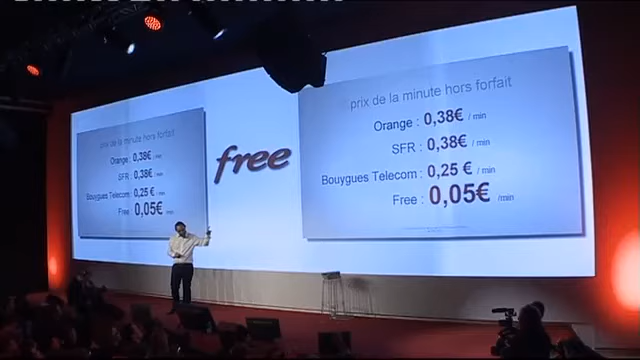 prix de la minute hors forfait
Orange : 0,38€ / min
SFR : 0,38€ / min
Bouygues Telecom : 0,25 € / min
Free : 0,05€ /min
free
prix de la minute hors forfait
Orange : 0,38€ / min
SFR : 0,38€ / min
Bouygues Telecom : 0,25 € / min
Free : 0,05€ /min